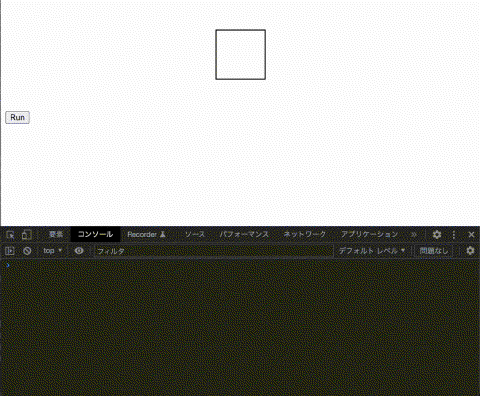 Run
要素 コンソール Recorder ソース パフォーマンス ネットワーク アプリケーション »
top ▼ フィルタ デフォルト レベル ▼ 問題なし
›